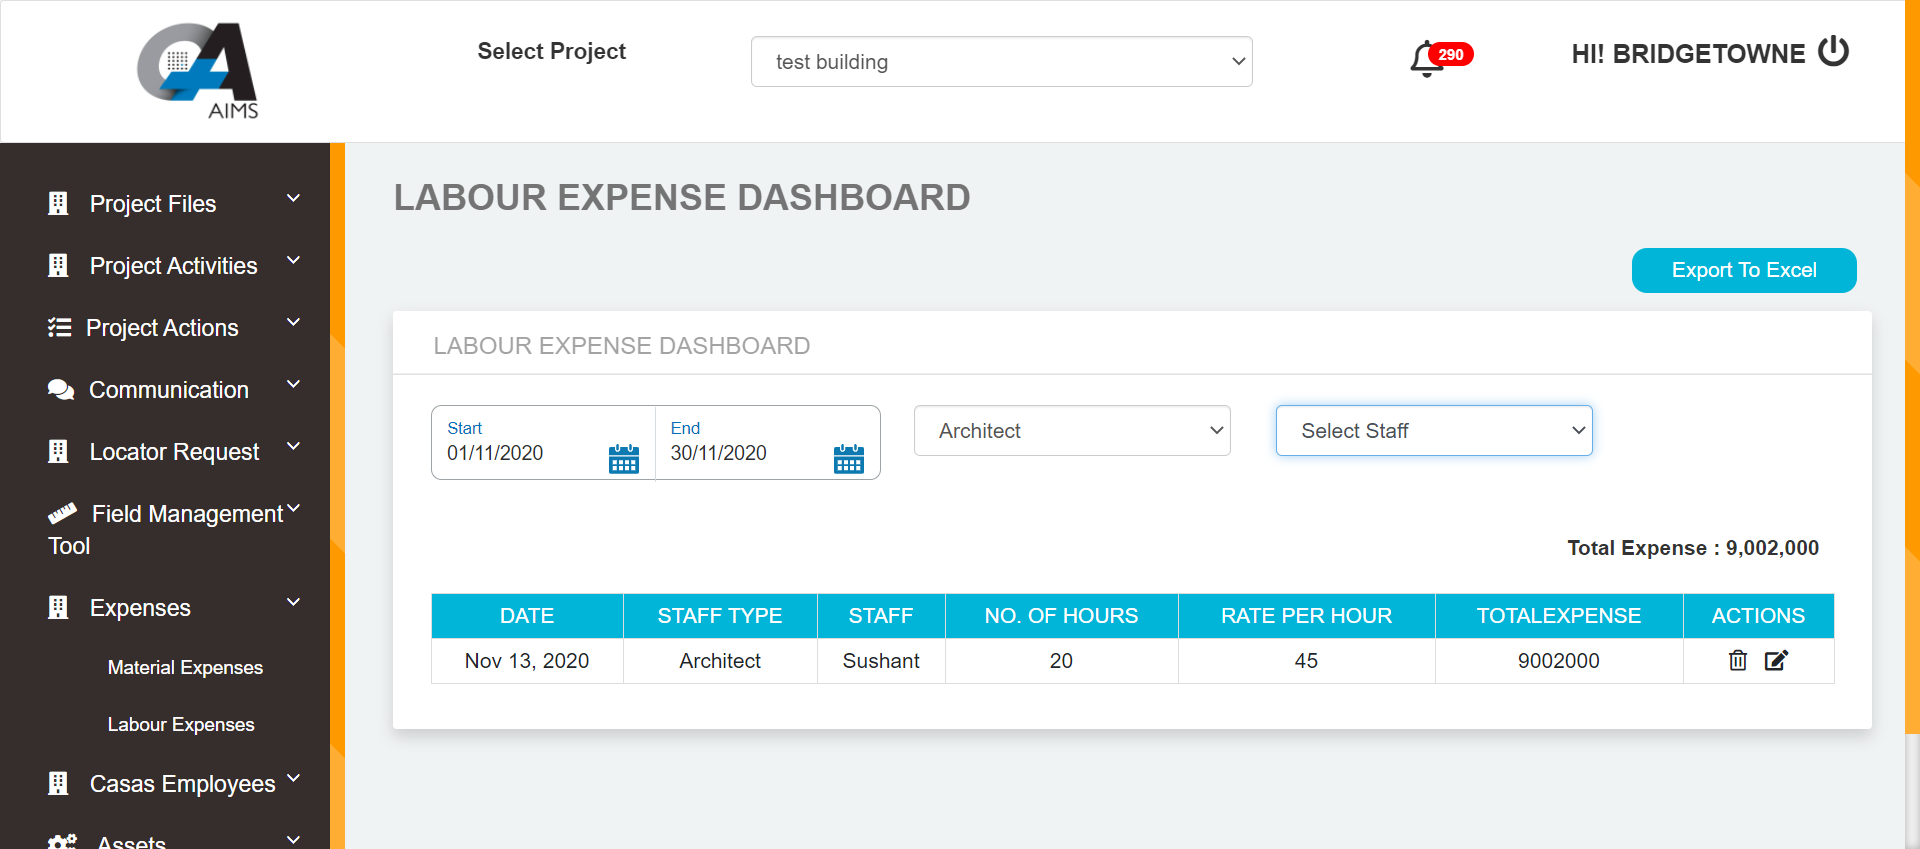 AIMS
Select Project
test building
290
HI! BRIDGETOWNE
Project Files
Project Activities
Project Actions
Communication
Locator Request
Field Management
Tool
Expenses
Material Expenses
Labour Expenses
Casas Employees
Assets
LABOUR EXPENSE DASHBOARD
Export To Excel
LABOUR EXPENSE DASHBOARD
Start End
01/11/2020 30/11/2020
Architect
Select Staff
Total Expense : 9,002,000
DATE STAFF TYPE STAFF NO. OF HOURS RATE PER HOUR TOTALEXPENSE ACTIONS
Nov 13, 2020 Architect Sushant 20 45 9002000